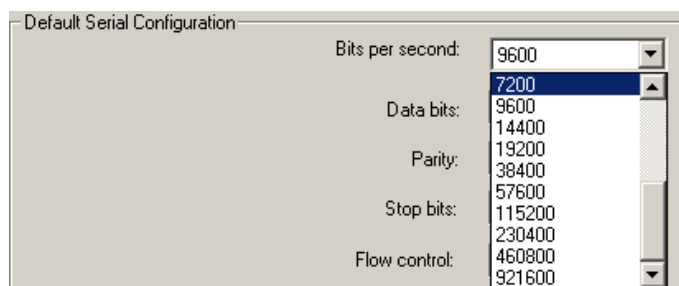 Default Serial Configuration
Bits per second: 9600
7200
Data bits: 9600
14400
Parity: 19200
38400
Stop bits: 57600
115200
230400
Flow control: 460800
921600